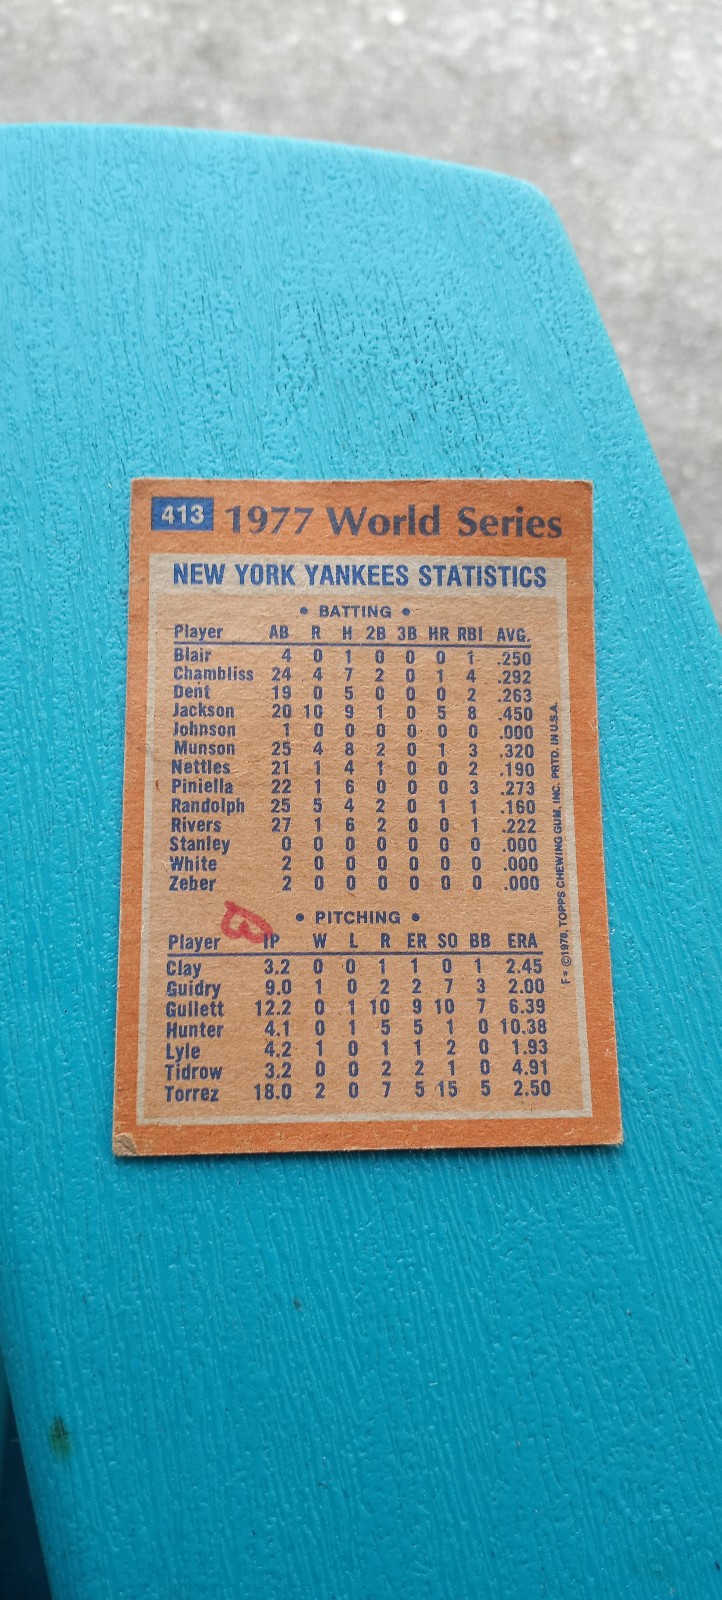 413 1977 World Series
NEW YORK YANKEES STATISTICS
• BATTING •
Player AB R H 2B 3B HR RBI AVG.
Blair 4 0 1 0 0 0 1 .250
Chambliss 24 4 7 2 0 1 4 .292
Dent 19 0 5 0 0 0 2 .263
Jackson 20 10 9 1 0 5 8 .450
Johnson 1 0 0 0 0 0 0 .000
Munson 25 4 8 2 0 1 3 .320
Nettles 21 1 4 1 0 0 2 .190
Piniella 22 1 6 0 0 0 3 .273
Randolph 25 5 4 2 0 1 1 .160
Rivers 27 1 6 2 0 0 1 .222
Stanley 0 0 0 0 0 0 0 .000
White 2 0 0 0 0 0 0 .000
Zeber 2 0 0 0 0 0 0 .000
B
• PITCHING •
Player IP W L R ER SO BB ERA
Clay 3.2 0 0 1 1 0 1 2.45
Guidry 9.0 1 0 2 2 7 3 2.00
Gullett 12.2 0 1 10 9 10 7 6.39
Hunter 4.1 0 1 5 5 1 0 10.38
Lyle 4.2 1 0 1 1 2 0 1.93
Tidrow 3.2 0 0 2 2 1 0 4.91
Torrez 18.0 2 0 7 5 15 5 2.50
F• ©1978, TOPPS CHEWING GUM, INC. PRTD. IN U.S.A.